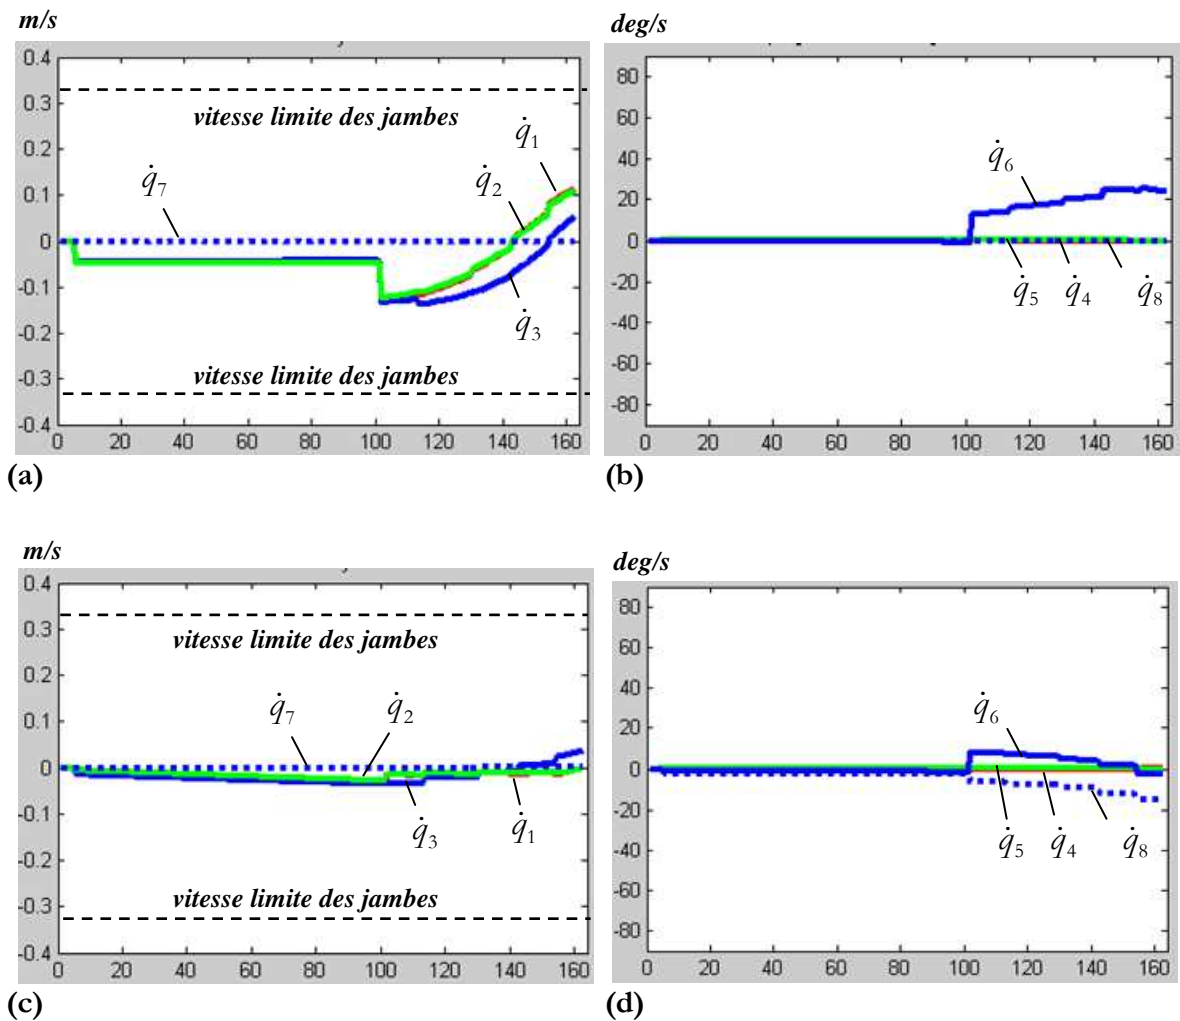 m/s
deg/s
0.4
0.3
0.2
0.1
0
-0.1
-0.2
-0.3
-0.4
vitesse limite des jambes
q̇1
q̇2
q̇7
q̇3
vitesse limite des jambes
0 20 40 60 80 100 120 140 160
(a)
80
60
40
20
0
-20
-40
-60
-80
q̇6
q̇5 q̇4 q̇8
0 20 40 60 80 100 120 140 160
(b)
m/s
deg/s
0.4
0.3
0.2
0.1
0
-0.1
-0.2
-0.3
-0.4
vitesse limite des jambes
q̇7 q̇2
q̇3 q̇1
vitesse limite des jambes
0 20 40 60 80 100 120 140 160
(c)
80
60
40
20
0
-20
-40
-60
-80
q̇6
q̇5 q̇4 q̇8
0 20 40 60 80 100 120 140 160
(d)